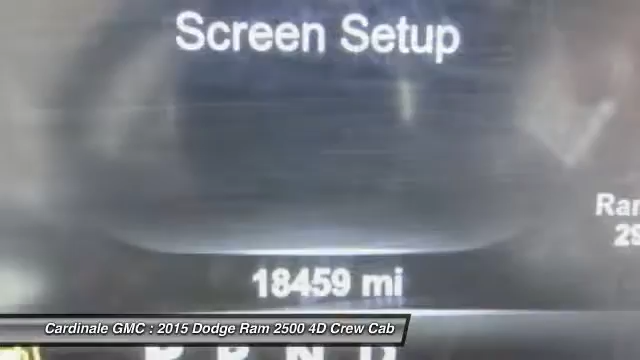 Screen Setup
18459 mi
Cardinale GMC : 2015 Dodge Ram 2500 4D Crew Cab